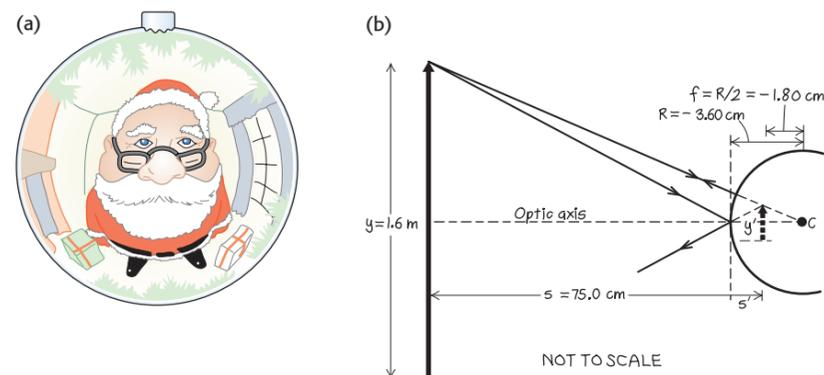 (a)
(b)
f = R/2 = −1.80 cm
R = − 3.60 cm
y = 1.6 m
Optic axis
y′
C
s = 75.0 cm
s′
NOT TO SCALE